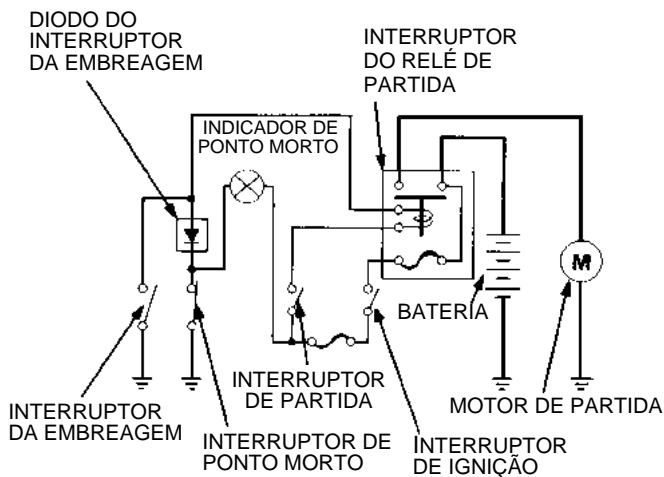 DIODO DO
INTERRUPTOR
DA EMBREAGEM
INTERRUPTOR
DO RELÉ DE
PARTIDA
INDICADOR DE
PONTO MORTO
M
BATERIA
INTERRUPTOR
DA EMBREAGEM
INTERRUPTOR DE
PONTO MORTO
INTERRUPTOR
DE PARTIDA
INTERRUPTOR
DE IGNIÇÃO
MOTOR DE PARTIDA